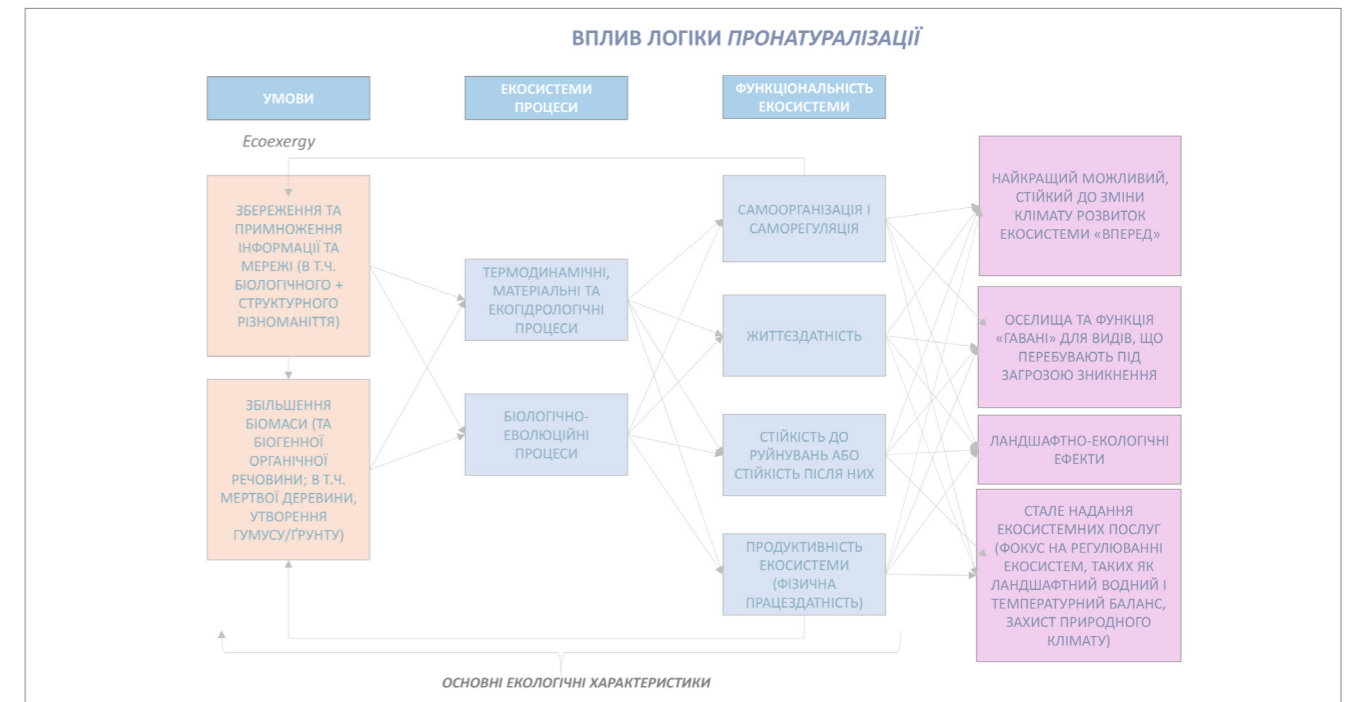 ВПЛИВ ЛОГІКИ ПРОНАТУРАЛІЗАЦІЇ
УМОВИ
ЕКОСИСТЕМИ
ПРОЦЕСИ
ФУНКЦІОНАЛЬНІСТЬ
ЕКОСИСТЕМИ
Ecoexergy
ЗБЕРЕЖЕННЯ ТА
ПРИМНОЖЕННЯ
ІНФОРМАЦІЇ ТА
МЕРЕЖІ (В Т.Ч.
БІОЛОГІЧНОГО +
СТРУКТУРНОГО
РІЗНОМАНІТТЯ)
ЗБІЛЬШЕННЯ
БІОМАСИ (ТА
БІОГЕННОЇ
ОРГАНІЧНОЇ
РЕЧОВИНИ; В Т.Ч.
МЕРТВОЇ ДЕРЕВИНИ,
УТВОРЕННЯ
ГУМУСУ/ҐРУНТУ)
ТЕРМОДИНАМІЧНІ,
МАТЕРІАЛЬНІ ТА
ЕКОГІДРОЛОГІЧНІ
ПРОЦЕСИ
БІОЛОГІЧНО-
ЕВОЛЮЦІЙНІ
ПРОЦЕСИ
САМООРГАНІЗАЦІЯ І
САМОРЕГУЛЯЦІЯ
ЖИТТЄЗДАТНІСТЬ
СТІЙКІСТЬ ДО
РУЙНУВАНЬ АБО
СТІЙКІСТЬ ПІСЛЯ НИХ
ПРОДУКТИВНІСТЬ
ЕКОСИСТЕМИ
(ФІЗИЧНА
ПРАЦЕЗДАТНІСТЬ)
НАЙКРАЩИЙ МОЖЛИВИЙ,
СТІЙКИЙ ДО ЗМІНИ
КЛІМАТУ РОЗВИТОК
ЕКОСИСТЕМИ «ВПЕРЕД»
ОСЕЛИЩА ТА ФУНКЦІЯ
«ГАВАНІ» ДЛЯ ВИДІВ, ЩО
ПЕРЕБУВАЮТЬ ПІД
ЗАГРОЗОЮ ЗНИКНЕННЯ
ЛАНДШАФТНО-ЕКОЛОГІЧНІ
ЕФЕКТИ
СТАЛЕ НАДАННЯ
ЕКОСИСТЕМНИХ ПОСЛУГ
(ФОКУС НА РЕГУЛЮВАННІ
ЕКОСИСТЕМ, ТАКИХ ЯК
ЛАНДШАФТНИЙ ВОДНИЙ І
ТЕМПЕРАТУРНИЙ БАЛАНС,
ЗАХИСТ ПРИРОДНОГО
КЛІМАТУ)
ОСНОВНІ ЕКОЛОГІЧНІ ХАРАКТЕРИСТИКИ